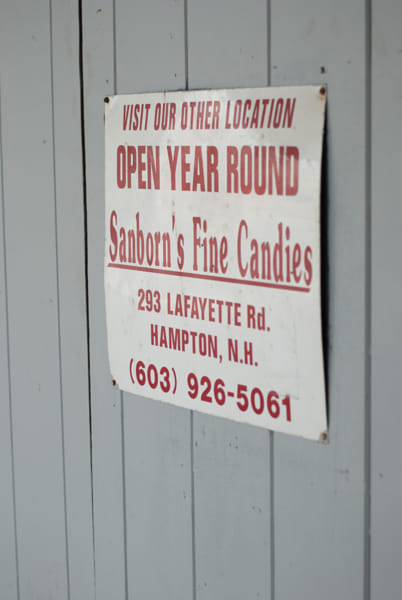 VISIT OUR OTHER LOCATION
OPEN YEAR ROUND
Sanborn's Fine Candies
293 LAFAYETTE Rd.
HAMPTON, N.H.
(603) 926-5061